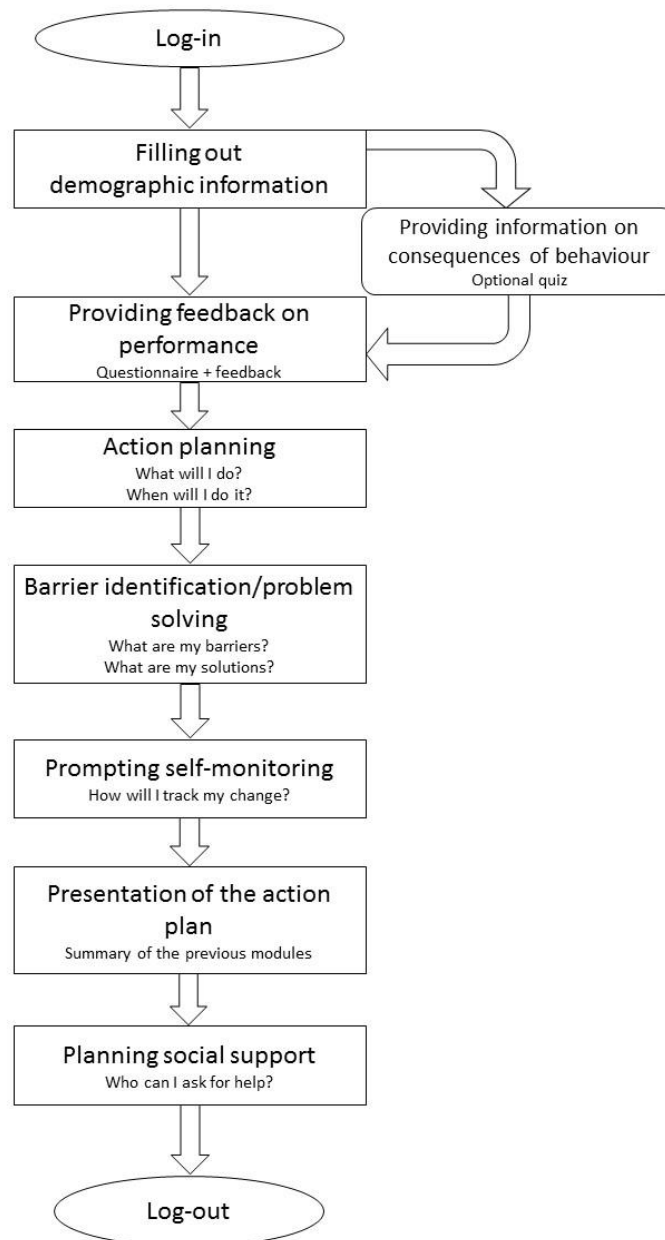 Log-in
Filling out
demographic information
Providing information on
consequences of behaviour
Optional quiz
Providing feedback on
performance
Questionnaire + feedback
Action planning
What will I do?
When will I do it?
Barrier identification/problem
solving
What are my barriers?
What are my solutions?
Prompting self-monitoring
How will I track my change?
Presentation of the action
plan
Summary of the previous modules
Planning social support
Who can I ask for help?
Log-out